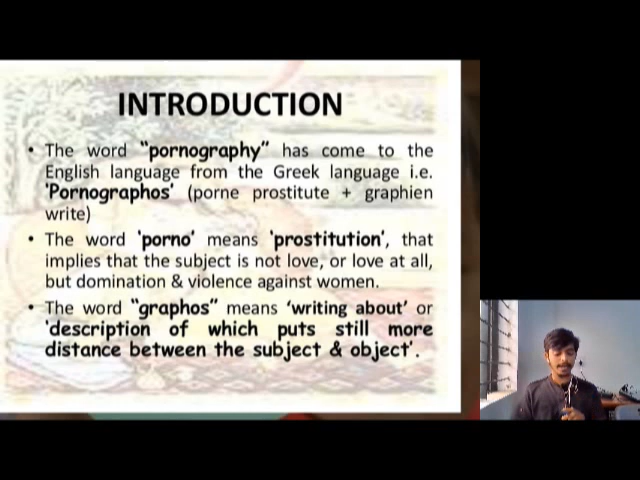 INTRODUCTION
• The word “pornography” has come to the
English language from the Greek language i.e.
‘Pornographos’ (porne prostitute + graphien
write)
• The word ‘porno’ means ‘prostitution’, that
implies that the subject is not love, or love at all,
but domination & violence against women.
• The word “graphos” means ‘writing about’ or
‘description of which puts still more
distance between the subject & object’.